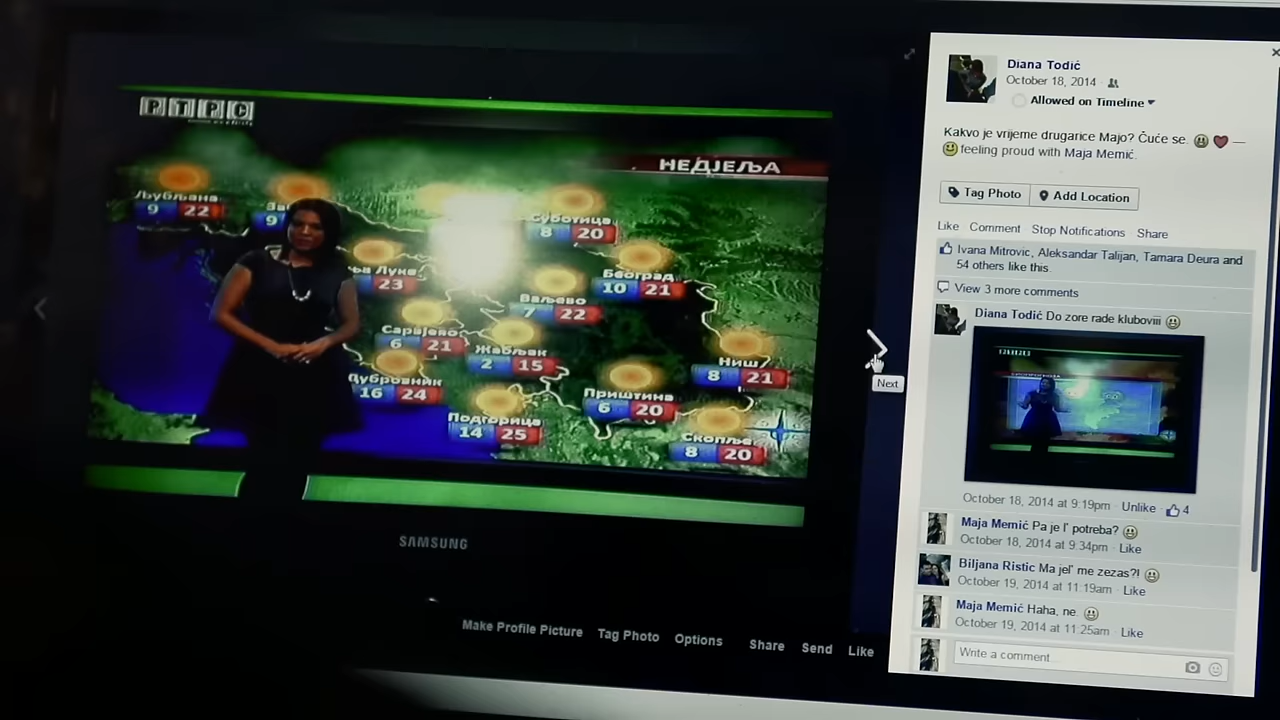 РТРС
НЕДЈЕЉА
Љубљана
9 22
9
Суботица
8 20
Београд
10 21
23
Ваљево
7 22
Сарајево
6 21
Жабљак
2 15
Ниш
8 21
Дубровник
16 24
Приштина
6 20
Подгорица
14 25
Скопље
8 20
SAMSUNG
Make Profile Picture Tag Photo Options Share Send Like
Next
Diana Todić
October 18, 2014
Allowed on Timeline
Kakvo je vrijeme drugarice Majo? Čuće se. 😃 ❤ —
😃 feeling proud with Maja Memić.
Tag Photo Add Location
Like Comment Stop Notifications Share
Ivana Mitrovic, Aleksandar Talijan, Tamara Deura and
54 others like this.
View 3 more comments
Diana Todić Do zore rade kluboviii 😃
October 18, 2014 at 9:19pm · Unlike · 4
Maja Memić Pa je l' potreba? 😃
October 18, 2014 at 9:34pm · Like
Biljana Ristic Ma jel' me zezas?! 😃
October 19, 2014 at 11:19am · Like
Maja Memić Haha, ne. 😃
October 19, 2014 at 11:25am · Like
Write a comment...